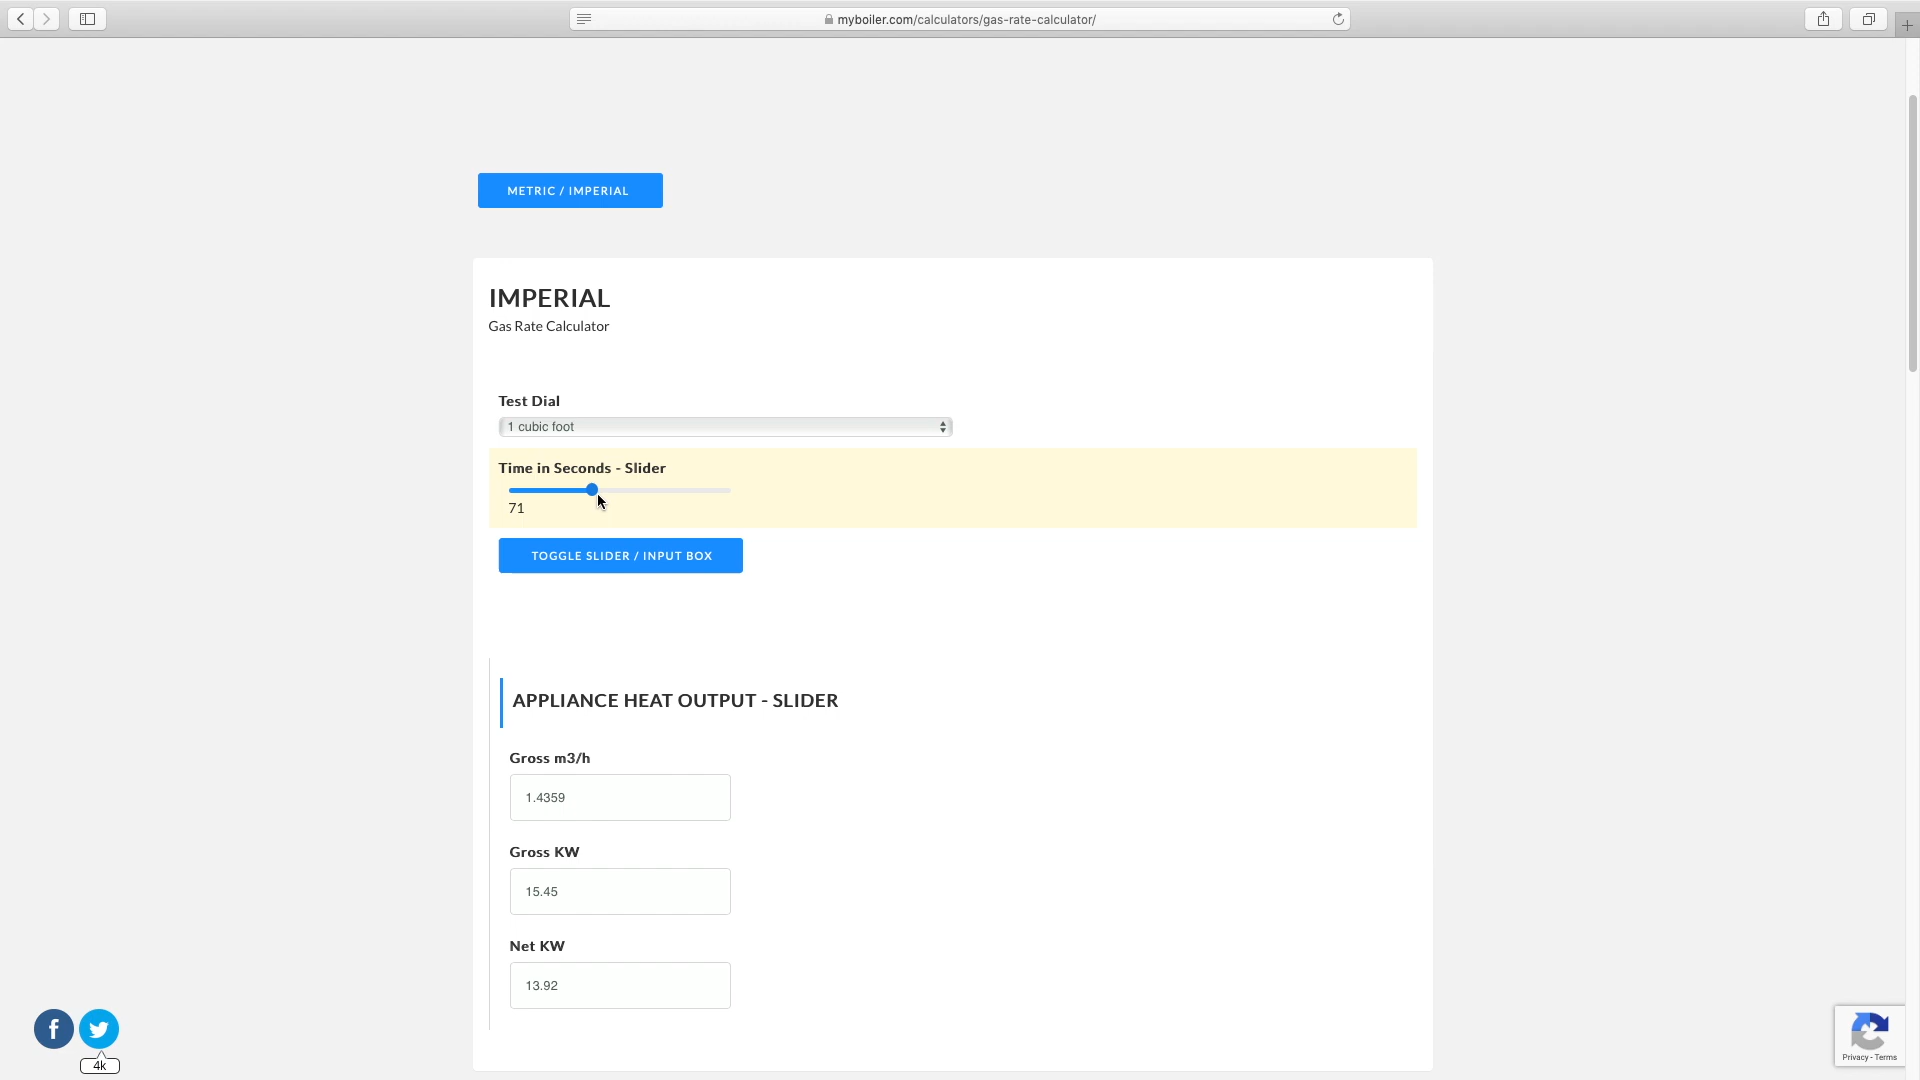 myboiler.com/calculators/gas-rate-calculator/
METRIC / IMPERIAL
IMPERIAL
Gas Rate Calculator
Test Dial
1 cubic foot
Time in Seconds - Slider
71
TOGGLE SLIDER / INPUT BOX
APPLIANCE HEAT OUTPUT - SLIDER
Gross m3/h
1.4359
Gross KW
15.45
Net KW
13.92
4k
Privacy - Terms